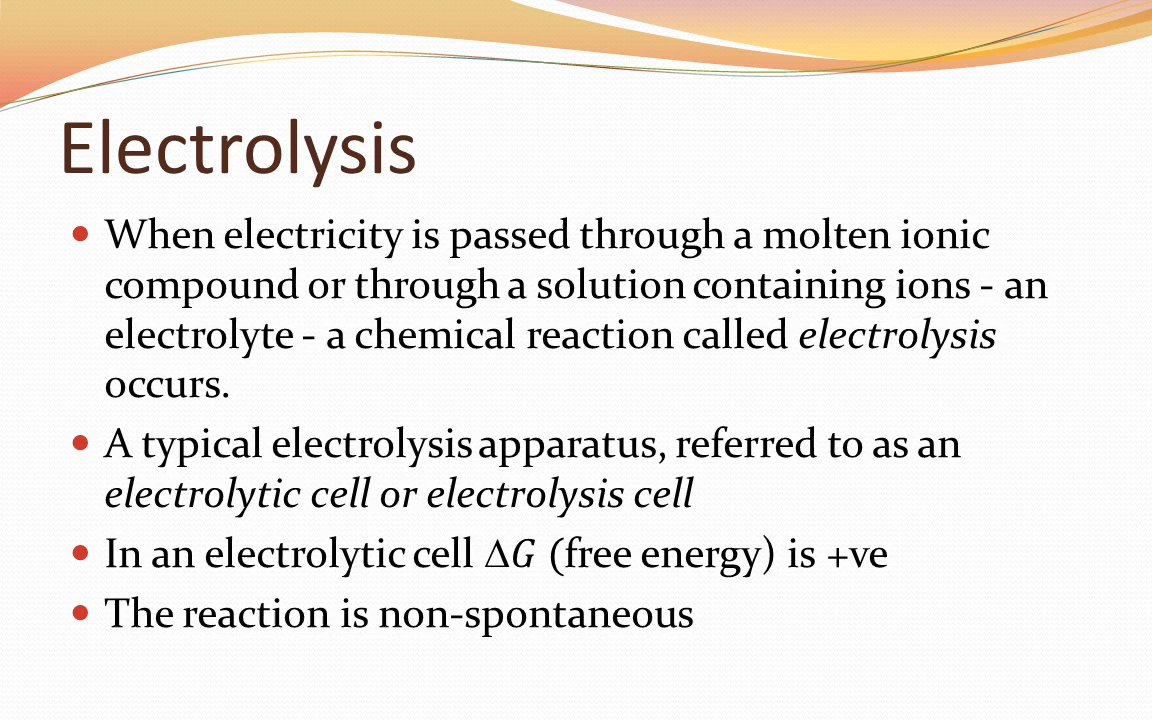 Electrolysis
• When electricity is passed through a molten ionic
compound or through a solution containing ions - an
electrolyte - a chemical reaction called electrolysis
occurs.
• A typical electrolysis apparatus, referred to as an
electrolytic cell or electrolysis cell
• In an electrolytic cell ΔG (free energy) is +ve
• The reaction is non-spontaneous